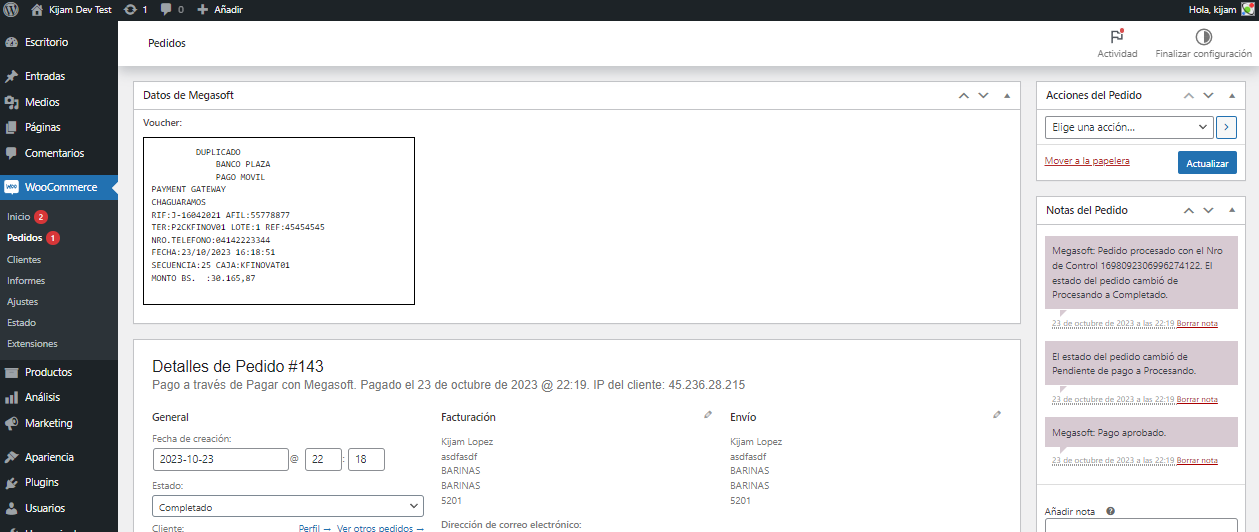 Kijam Dev Test
1
0
Añadir
Hola, kijam
Escritorio
Entradas
Medios
Páginas
Comentarios
WooCommerce
Inicio 2
Pedidos 1
Clientes
Informes
Ajustes
Estado
Extensiones
Productos
Análisis
Marketing
Apariencia
Plugins
Usuarios
Pedidos
Actividad
Finalizar configuración
Datos de Megasoft
Voucher:
DUPLICADO
BANCO PLAZA
PAGO MOVIL
PAYMENT GATEWAY
CHAGUARAMOS
RIF:J-16042021 AFIL:55778877
TER:P2CKFINOV01 LOTE:1 REF:45454545
NRO.TELEFONO:04142223344
FECHA:23/10/2023 16:18:51
SECUENCIA:25 CAJA:KFINOVAT01
MONTO BS. :30.165,87
Detalles de Pedido #143
Pago a través de Pagar con Megasoft. Pagado el 23 de octubre de 2023 @ 22:19. IP del cliente: 45.236.28.215
General
Fecha de creación:
2023-10-23 @ 22 : 18
Estado:
Completado
Cliente:
Perfil →
Ver otros pedidos →
Facturación
Kijam Lopez
asdfasdf
BARINAS
BARINAS
5201
Dirección de correo electrónico:
Envío
Kijam Lopez
asdfasdf
BARINAS
BARINAS
5201
Acciones del Pedido
Elige una acción...
Mover a la papelera
Actualizar
Notas del Pedido
Megasoft: Pedido procesado con el Nro
de Control 1698092306996274122. El
estado del pedido cambió de
Procesando a Completado.
23 de octubre de 2023 a las 22:19 Borrar nota
El estado del pedido cambió de
Pendiente de pago a Procesando.
23 de octubre de 2023 a las 22:19 Borrar nota
Megasoft: Pago aprobado.
23 de octubre de 2023 a las 22:19 Borrar nota
Añadir nota